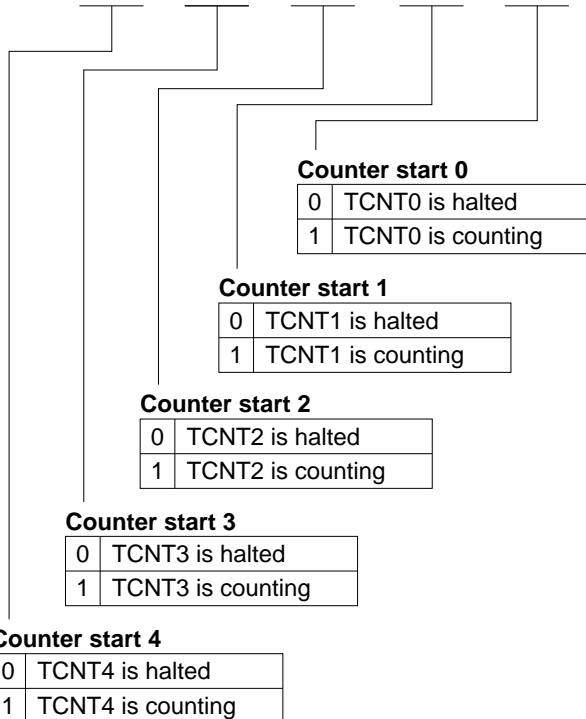 Counter start 0
0 TCNT0 is halted
1 TCNT0 is counting
Counter start 1
0 TCNT1 is halted
1 TCNT1 is counting
Counter start 2
0 TCNT2 is halted
1 TCNT2 is counting
Counter start 3
0 TCNT3 is halted
1 TCNT3 is counting
Counter start 4
0 TCNT4 is halted
1 TCNT4 is counting